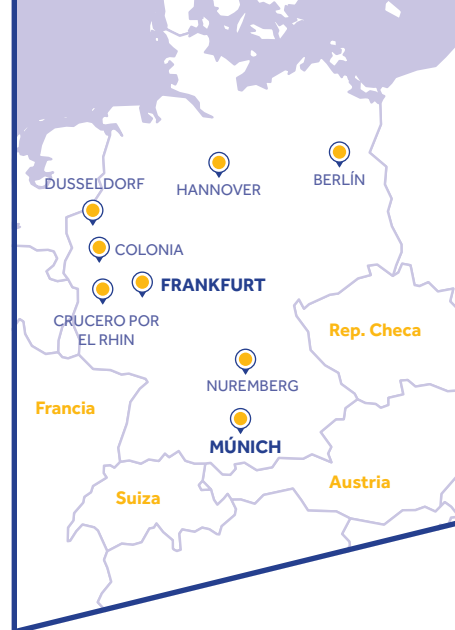 BERLÍN
DUSSELDORF
HANNOVER
COLONIA
FRANKFURT
CRUCERO POR
EL RHIN
Rep. Checa
NUREMBERG
Francia
MÚNICH
Austria
Suiza